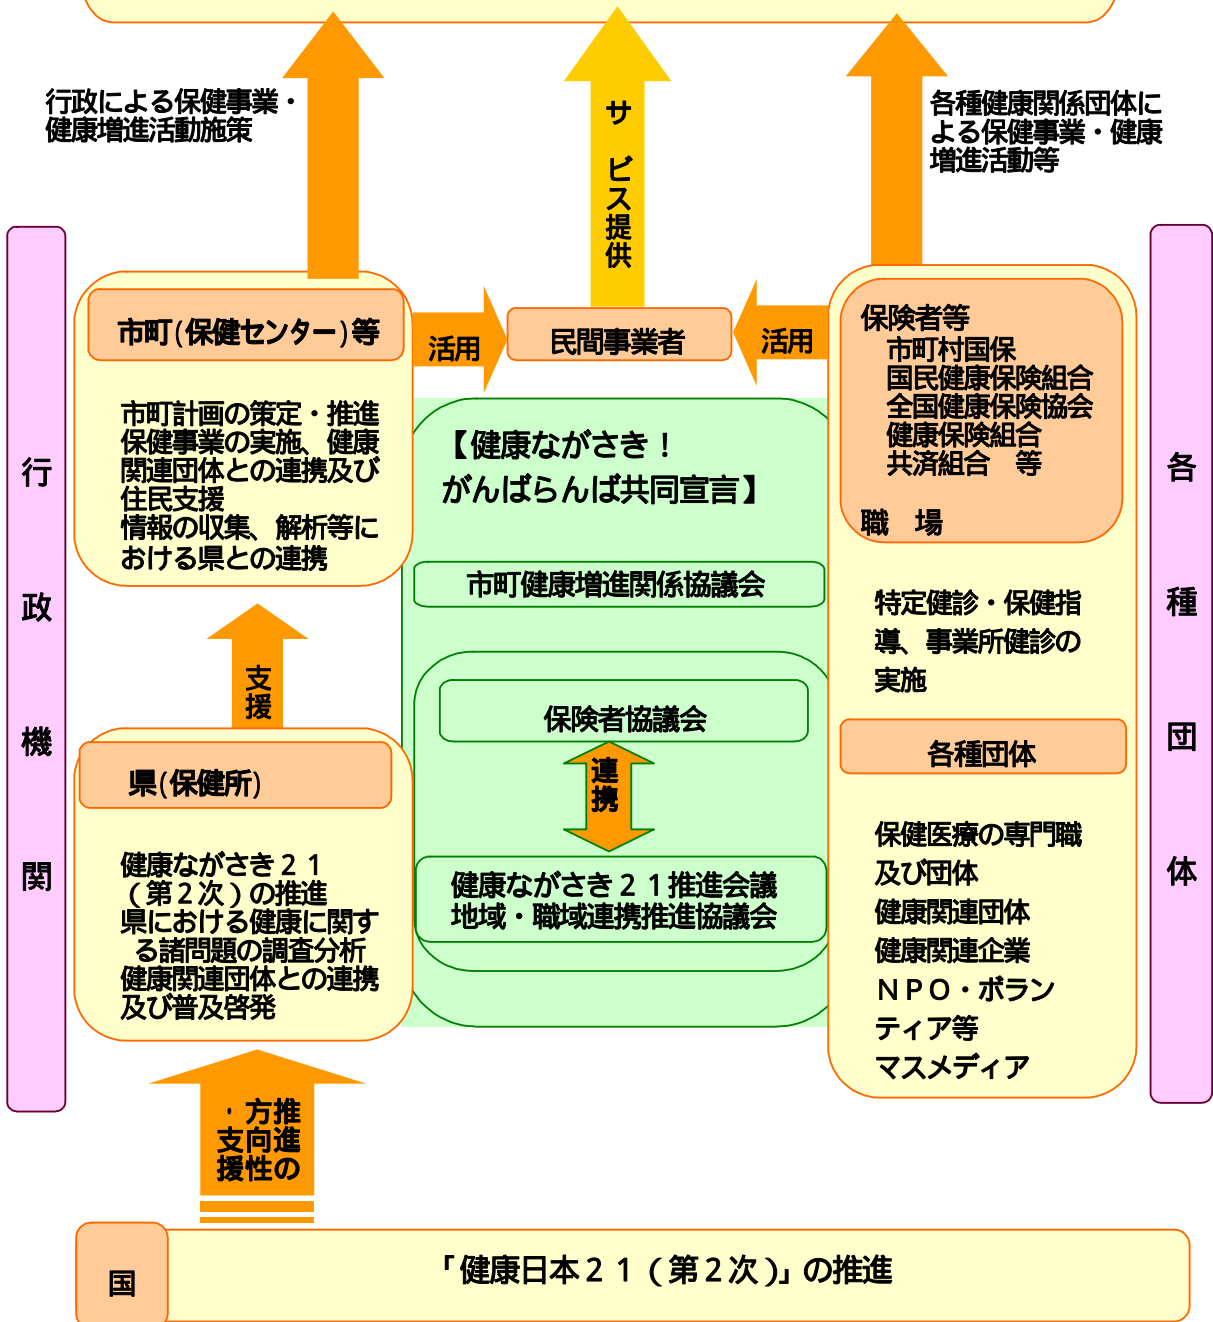 行政による保健事業・
健康増進活動施策
サ ビス提供
各種健康関係団体に
よる保健事業・健康
増進活動等
行政機関
市町(保健センター)等
市町計画の策定・推進
保健事業の実施、健康
関連団体との連携及び
住民支援
情報の収集、解析等に
おける県との連携
活用
民間事業者
活用
保険者等
市町村国保
国民健康保険組合
全国健康保険協会
健康保険組合
共済組合　等
職　場
特定健診・保健指
導、事業所健診の
実施
各種団体
保健医療の専門職
及び団体
健康関連団体
健康関連企業
ＮＰＯ・ボラン
ティア等
マスメディア
各種団体
【健康ながさき！
がんばらんば共同宣言】
市町健康増進関係協議会
保険者協議会
連携
健康ながさき２１推進会議
地域・職域連携推進協議会
支援
県(保健所)
健康ながさき２１
（第２次）の推進
県における健康に関す
る諸問題の調査分析
健康関連団体との連携
及び普及啓発
推進の
方向性
・支援
国
「健康日本２１（第２次）」の推進